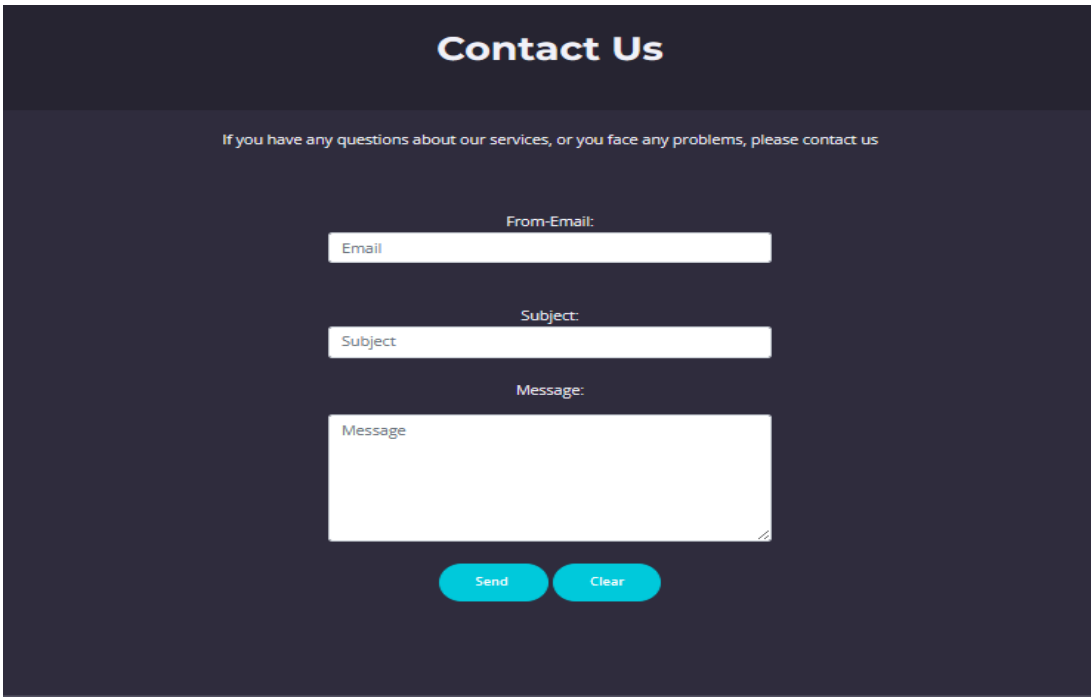 Contact Us
If you have any questions about our services, or you face any problems, please contact us
From-Email:
Email
Subject:
Subject
Message:
Message
Send Clear